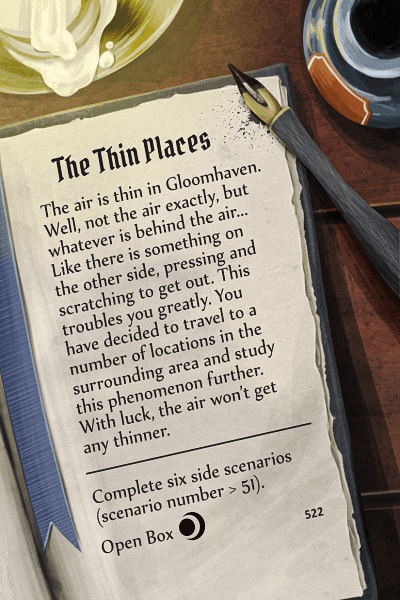 The Thin Places
The air is thin in Gloomhaven.
Well, not the air exactly, but
whatever is behind the air...
Like there is something on
the other side, pressing and
scratching to get out. This
troubles you greatly. You
have decided to travel to a
number of locations in the
surrounding area and study
this phenomenon further.
With luck, the air won't get
any thinner.
Complete six side scenarios
(scenario number > 51).
Open Box
522